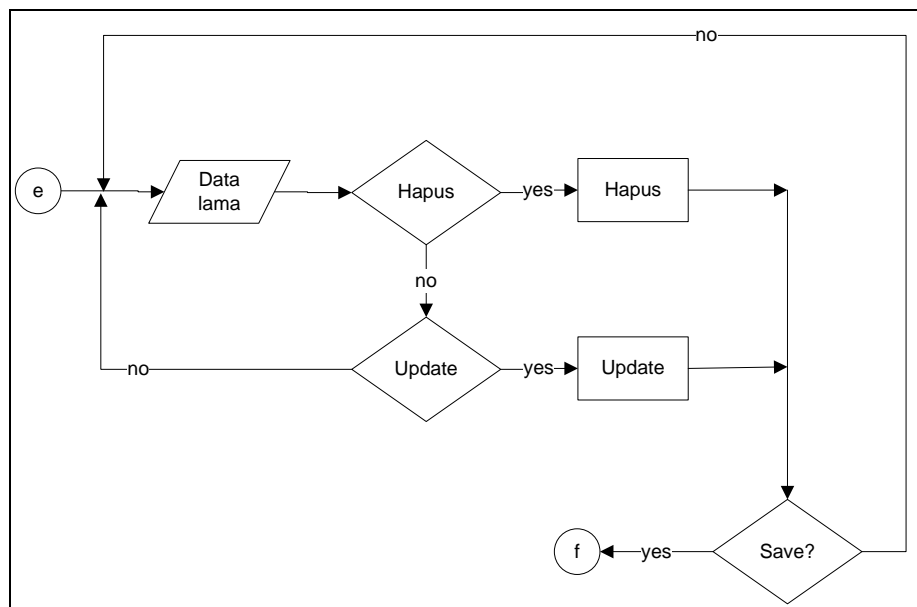 no
e
Data
lama
Hapus
yes
Hapus
no
no
Update
yes
Update
f
yes
Save?